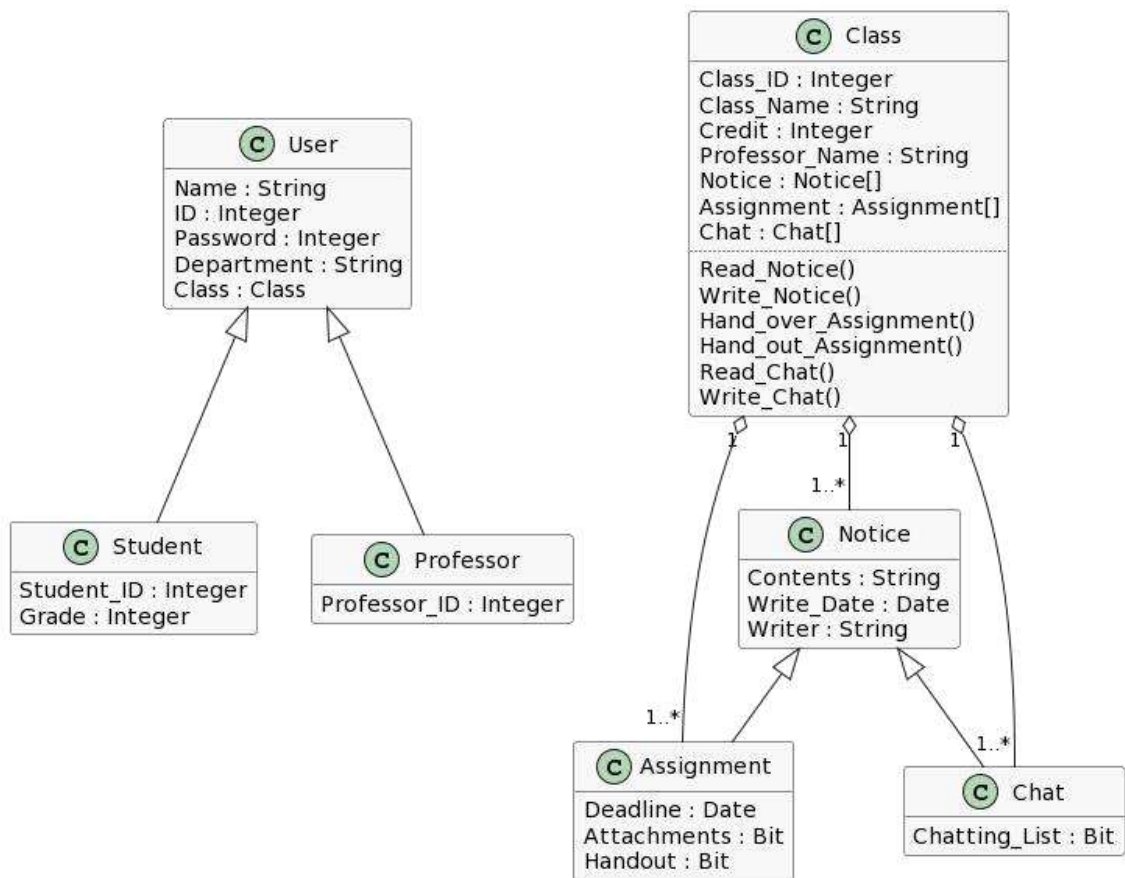 C Class
Class_ID : Integer
Class_Name : String
Credit : Integer
Professor_Name : String
Notice : Notice[]
Assignment : Assignment[]
Chat : Chat[]
Read_Notice()
Write_Notice()
Hand_over_Assignment()
Hand_out_Assignment()
Read_Chat()
Write_Chat()
C User
Name : String
ID : Integer
Password : Integer
Department : String
Class : Class
1 1 1
1..*
C Student
Student_ID : Integer
Grade : Integer
C Professor
Professor_ID : Integer
C Notice
Contents : String
Write_Date : Date
Writer : String
1..* 1..*
C Assignment
Deadline : Date
Attachments : Bit
Handout : Bit
C Chat
Chatting_List : Bit